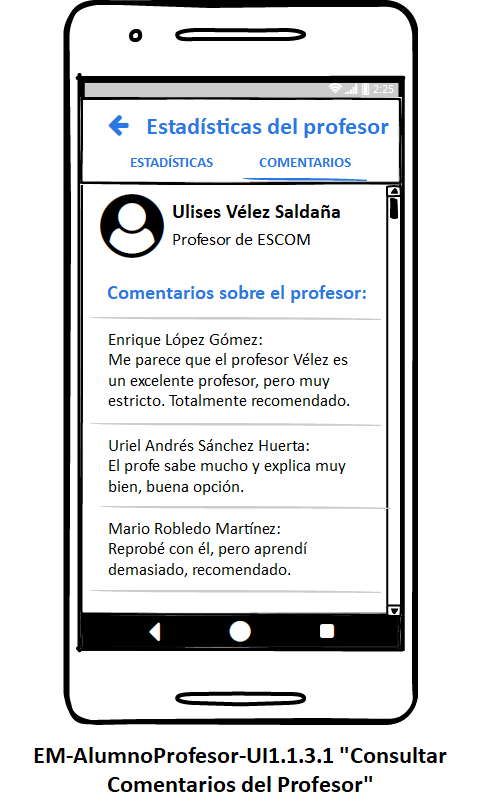 2:25
Estadísticas del profesor
ESTADÍSTICAS
COMENTARIOS
Ulises Vélez Saldaña
Profesor de ESCOM
Comentarios sobre el profesor:
Enrique López Gómez:
Me parece que el profesor Vélez es
un excelente profesor, pero muy
estricto. Totalmente recomendado.
Uriel Andrés Sánchez Huerta:
El profe sabe mucho y explica muy
bien, buena opción.
Mario Robledo Martínez:
Reprobé con él, pero aprendí
demasiado, recomendado.
EM-AlumnoProfesor-UI1.1.3.1 "Consultar
Comentarios del Profesor"